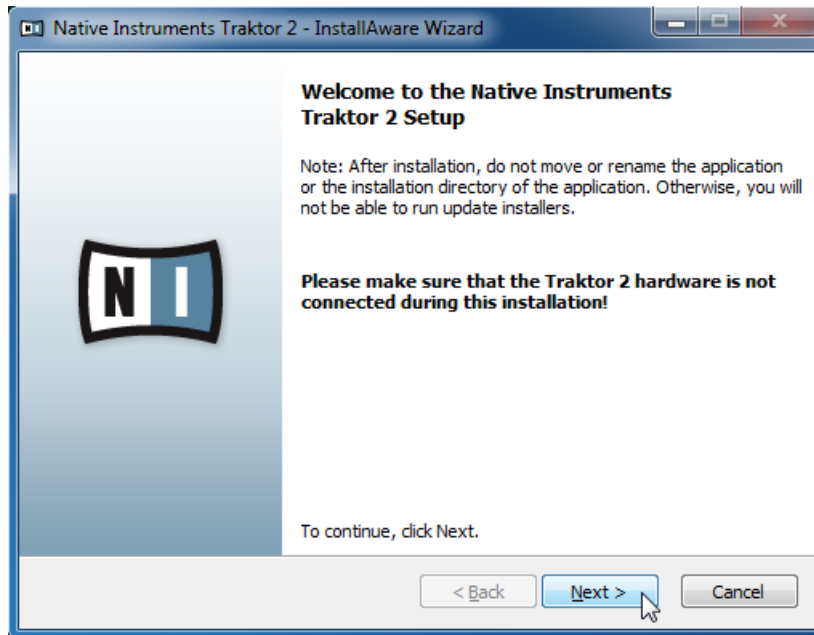 Native Instruments Traktor 2 - InstallAware Wizard
Welcome to the Native Instruments
Traktor 2 Setup
Note: After installation, do not move or rename the application
or the installation directory of the application. Otherwise, you will
not be able to run update installers.
Please make sure that the Traktor 2 hardware is not
connected during this installation!
NI
To continue, click Next.
< Back
Next >
Cancel